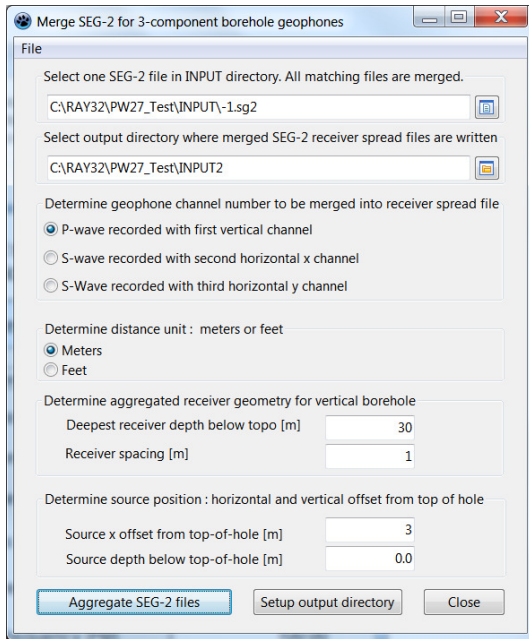 Merge SEG-2 for 3-component borehole geophones
File
Select one SEG-2 file in INPUT directory. All matching files are merged.
C:\RAY32\PW27_Test\INPUT\-1.sg2
Select output directory where merged SEG-2 receiver spread files are written
C:\RAY32\PW27_Test\INPUT2
Determine geophone channel number to be merged into receiver spread file
P-wave recorded with first vertical channel
S-wave recorded with second horizontal x channel
S-Wave recorded with third horizontal y channel
Determine distance unit : meters or feet
Meters
Feet
Determine aggregated receiver geometry for vertical borehole
Deepest receiver depth below topo [m] 30
Receiver spacing [m] 1
Determine source position : horizontal and vertical offset from top of hole
Source x offset from top-of-hole [m] 3
Source depth below top-of-hole [m] 0.0
Aggregate SEG-2 files Setup output directory Close